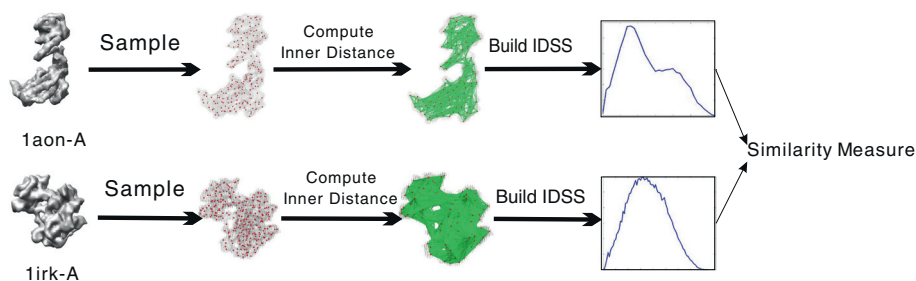 Sample
Compute
Inner Distance
Build IDSS
1aon-A
Similarity Measure
Sample
Compute
Inner Distance
Build IDSS
1irk-A